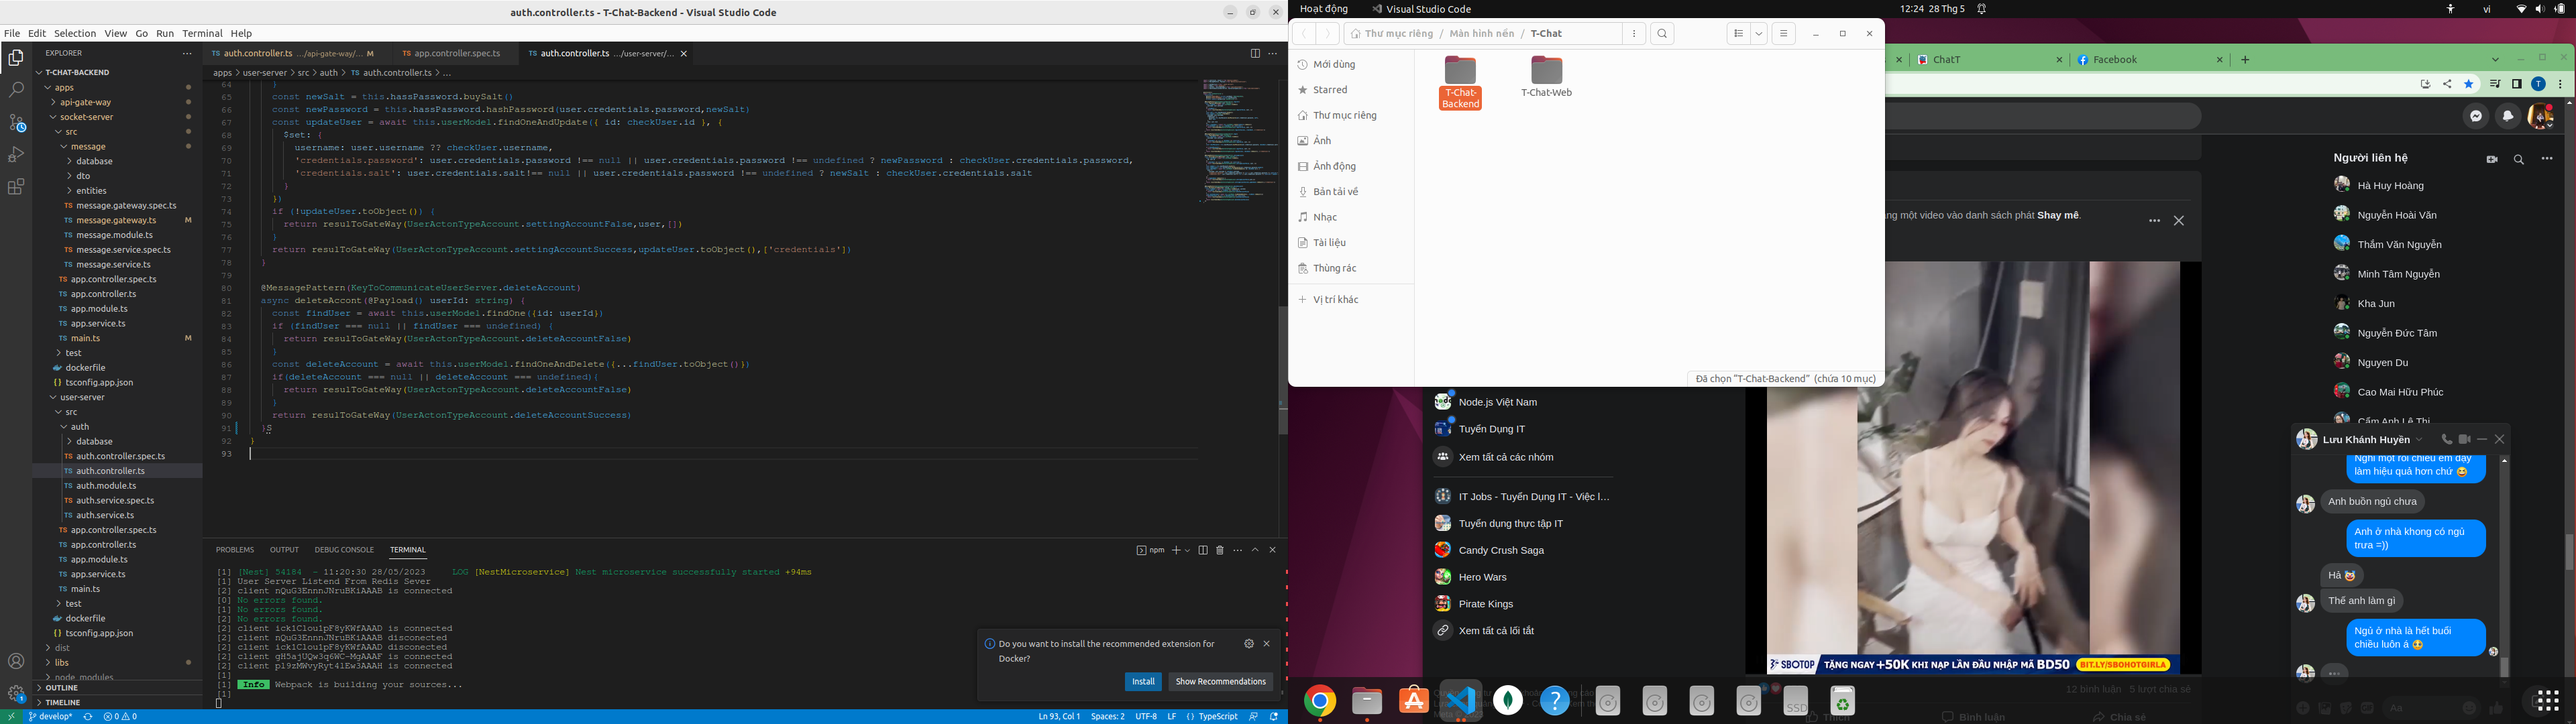 auth.controller.ts - T-Chat-Backend - Visual Studio Code
File Edit Selection View Go Run Terminal Help
EXPLORER
T-CHAT-BACKEND
apps
api-gate-way
socket-server
src
message
database
dto
entities
message.gateway.spec.ts
message.gateway.ts M
message.module.ts
message.service.spec.ts
message.service.ts
app.controller.spec.ts
app.controller.ts
app.module.ts
app.service.ts
main.ts M
test
dockerfile
tsconfig.app.json
user-server
src
auth
database
auth.controller.spec.ts
auth.controller.ts
auth.module.ts
auth.service.spec.ts
auth.service.ts
app.controller.spec.ts
app.controller.ts
app.module.ts
app.service.ts
main.ts
test
dockerfile
tsconfig.app.json
dist
libs
node_modules
OUTLINE
TIMELINE
auth.controller.ts .../api-gate-way/... M
app.controller.spec.ts
auth.controller.ts .../user-server/...
apps > user-server > src > auth > auth.controller.ts > ...
64 }
65 const newSalt = this.hassPassword.buySalt()
66 const newPassword = this.hassPassword.hashPassword(user.credentials.password,newSalt)
67 const updateUser = await this.userModel.findOneAndUpdate({ id: checkUser.id }, {
68 $set: {
69 username: user.username ?? checkUser.username,
70 'credentials.password': user.credentials.password !== null || user.credentials.password !== undefined ? newPassword : checkUser.credentials.password,
71 'credentials.salt': user.credentials.salt!== null || user.credentials.password !== undefined ? newSalt : checkUser.credentials.salt
72 }
73 })
74 if (!updateUser.toObject()) {
75 return resulToGateWay(UserActonTypeAccount.settingAccountFalse,user,[])
76 }
77 return resulToGateWay(UserActonTypeAccount.settingAccountSuccess,updateUser.toObject(),['credentials'])
78 }
79
80 @MessagePattern(KeyToCommunicateUserServer.deleteAccount)
81 async deleteAccont(@Payload() userId: string) {
82 const findUser = await this.userModel.findOne({id: userId})
83 if (findUser === null || findUser === undefined) {
84 return resulToGateWay(UserActonTypeAccount.deleteAccountFalse)
85 }
86 const deleteAccount = await this.userModel.findOneAndDelete({...findUser.toObject()})
87 if(deleteAccount === null || deleteAccount === undefined){
88 return resulToGateWay(UserActonTypeAccount.deleteAccountFalse)
89 }
90 return resulToGateWay(UserActonTypeAccount.deleteAccountSuccess)
91 }S
92 }
93
PROBLEMS OUTPUT DEBUG CONSOLE TERMINAL
npm
[1] [Nest] 54184 - 11:20:30 28/05/2023 LOG [NestMicroservice] Nest microservice successfully started +94ms
[1] User Server Listend From Redis Sever
[2] client nQuG3EnnnJNruBKiAAAB is connected
[0] No errors found.
[1] No errors found.
[2] No errors found.
[2] client ick1Clou1pF8yKWfAAAD is connected
[2] client nQuG3EnnnJNruBKiAAAB disconected
[2] client ick1Clou1pF8yKWfAAAD disconected
[2] client gH5ajUQw3q6WC-MgAAAF is connected
[2] client pl9zMWvyRyt4lEw3AAAH is connected
[1]
[1] Info Webpack is building your sources...
[1]
Do you want to install the recommended extension for
Docker?
Install
Show Recommendations
develop*
0 0
Ln 93, Col 1
Spaces: 2
UTF-8
LF
{ } TypeScript
Hoạt động
Visual Studio Code
12:24 28 Thg 5
vi
Thư mục riêng / Màn hình nền / T-Chat
Mới dùng
Starred
Thư mục riêng
Ảnh
Ảnh động
Bản tải về
Nhạc
Tài liệu
Thùng rác
Vị trí khác
T-Chat-
Backend
T-Chat-Web
Đã chọn “T-Chat-Backend” (chứa 10 mục)
ChatT
Facebook
T
ang một video vào danh sách phát Shay mê.
Node.js Việt Nam
Tuyển Dụng IT
Xem tất cả các nhóm
IT Jobs - Tuyển Dụng IT - Việc l...
Tuyển dụng thực tập IT
Candy Crush Saga
Hero Wars
Pirate Kings
Xem tất cả lối tắt
SBOTOP TẶNG NGAY +50K KHI NẠP LẦN ĐẦU NHẬP MÃ BD50 BIT.LY/SBOHOTGIRLA
12 bình luận 5 lượt chia sẻ
Thích
Bình luận
Chia sẻ
SSD
Người liên hệ
Hà Huy Hoàng
Nguyễn Hoài Văn
Thắm Văn Nguyễn
Minh Tâm Nguyễn
Kha Jun
Nguyễn Đức Tâm
Nguyen Du
Cao Mai Hữu Phúc
Cẩm Anh Lê Thị
Lưu Khánh Huyền
Nghỉ một rồi chiều em dạy
làm hiệu quả hơn chứ 😄
Anh buồn ngủ chưa
Anh ở nhà khong có ngủ
trưa =))
Hả 🤡
Thế anh làm gì
Ngủ ở nhà là hết buổi
chiều luôn á 🥲
Aa